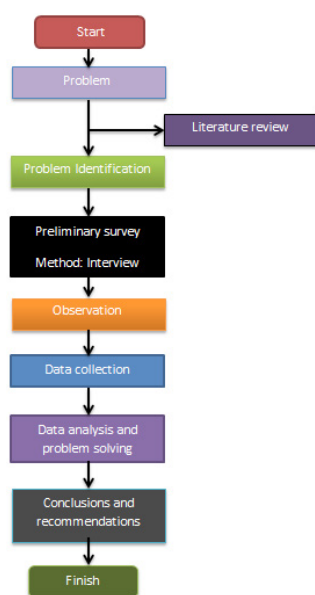 Start
Problem
Literature review
Problem Identification
Preliminary survey
Method: Interview
Observation
Data collection
Data analysis and
problem solving
Conclusions and
recommendations
Finish